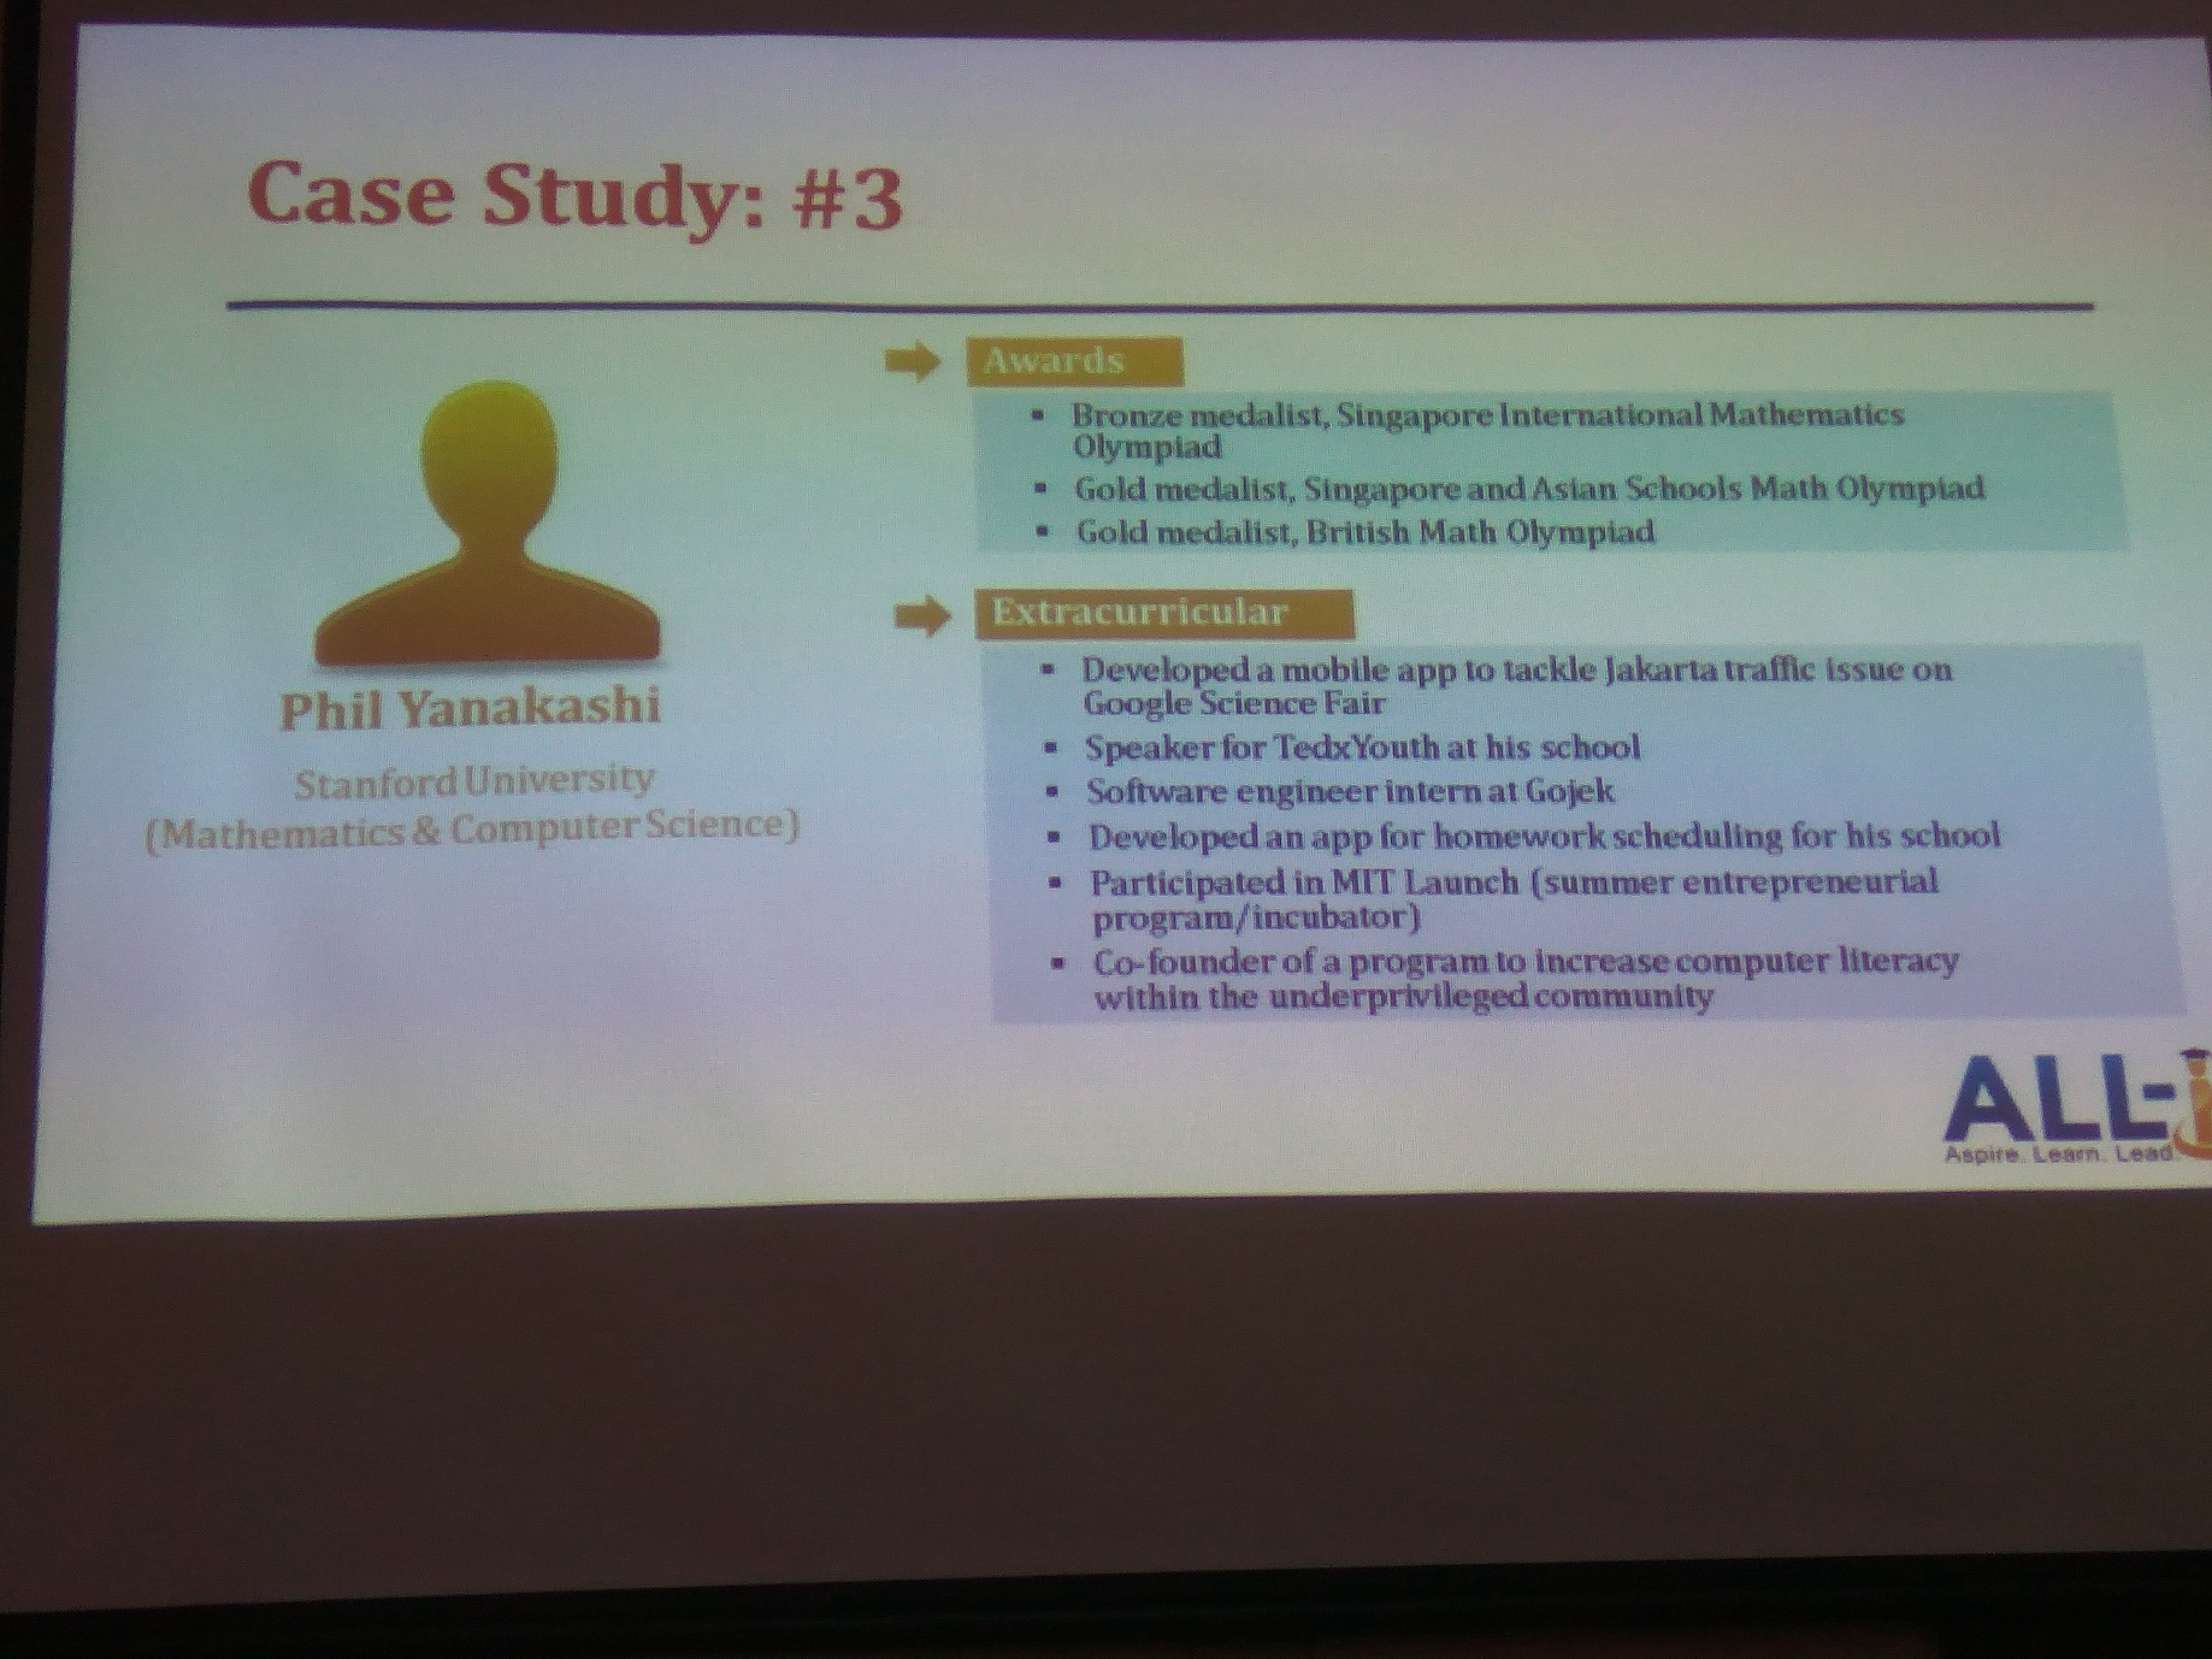 Case Study: #3
Awards
▪ Bronze medalist, Singapore International Mathematics
Olympiad
▪ Gold medalist, Singapore and Asian Schools Math Olympiad
▪ Gold medalist, British Math Olympiad
Extracurricular
▪ Developed a mobile app to tackle Jakarta traffic issue on
Google Science Fair
▪ Speaker for TedxYouth at his school
▪ Software engineer intern at Gojek
▪ Developed an app for homework scheduling for his school
▪ Participated in MIT Launch (summer entrepreneurial
program/incubator)
▪ Co-founder of a program to increase computer literacy
within the underprivileged community
Phil Yanakashi
Stanford University
(Mathematics & Computer Science)
ALL-i
Aspire. Learn. Lead.